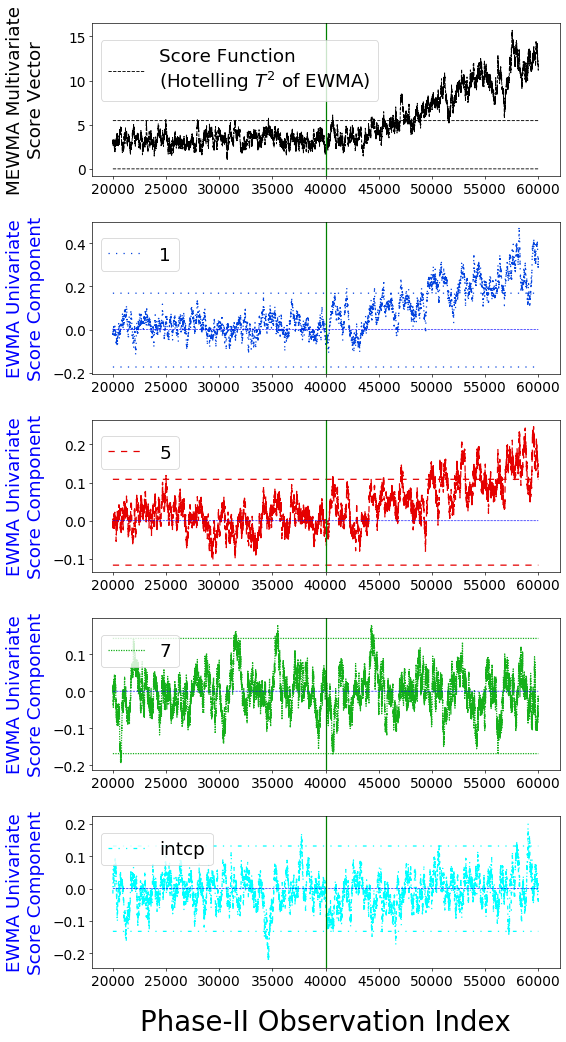 MEWMA Multivariate
Score Vector
Score Function
(Hotelling T² of EWMA)
15
10
5
0
20000 25000 30000 35000 40000 45000 50000 55000 60000
EWMA Univariate
Score Component
1
0.4
0.2
0.0
−0.2
20000 25000 30000 35000 40000 45000 50000 55000 60000
EWMA Univariate
Score Component
5
0.2
0.1
0.0
−0.1
20000 25000 30000 35000 40000 45000 50000 55000 60000
EWMA Univariate
Score Component
7
0.1
0.0
−0.1
−0.2
20000 25000 30000 35000 40000 45000 50000 55000 60000
EWMA Univariate
Score Component
intcp
0.2
0.1
0.0
−0.1
−0.2
20000 25000 30000 35000 40000 45000 50000 55000 60000
Phase-II Observation Index